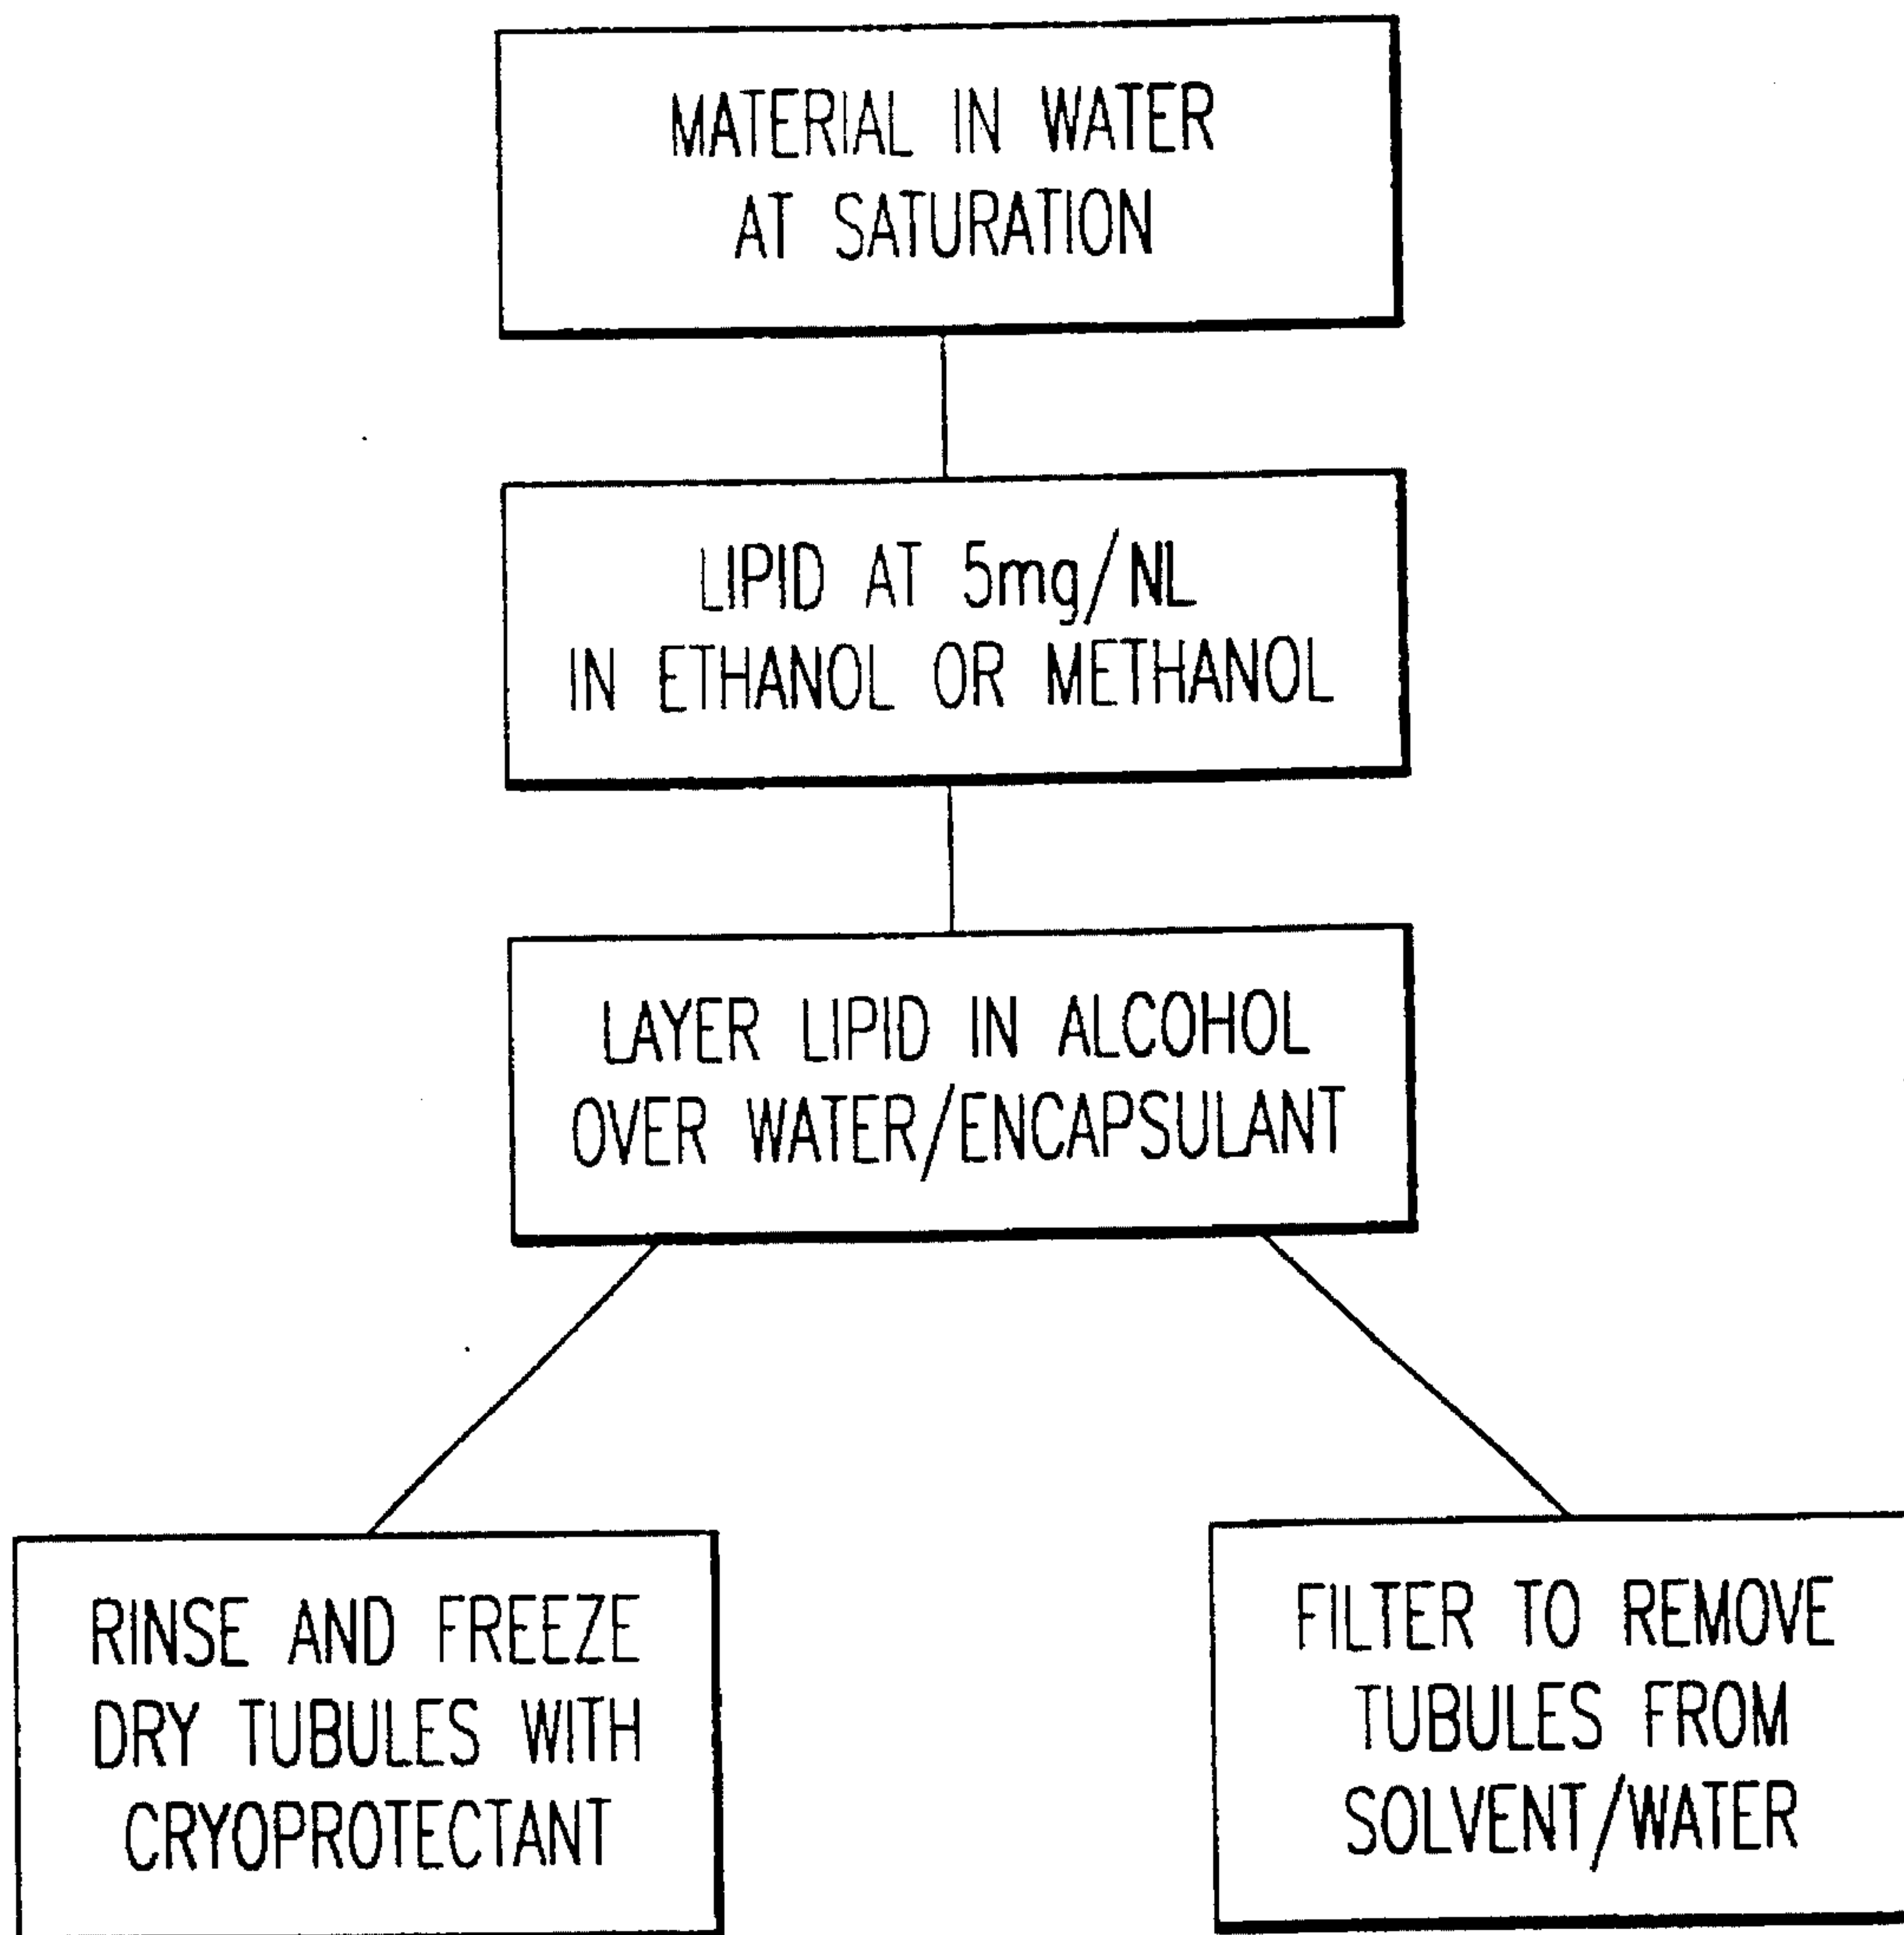 MATERIAL IN WATER
AT SATURATION
LIPID AT 5mg/NL
IN ETHANOL OR METHANOL
LAYER LIPID IN ALCOHOL
OVER WATER/ENCAPSULANT
RINSE AND FREEZE
DRY TUBULES WITH
CRYOPROTECTANT
FILTER TO REMOVE
TUBULES FROM
SOLVENT/WATER